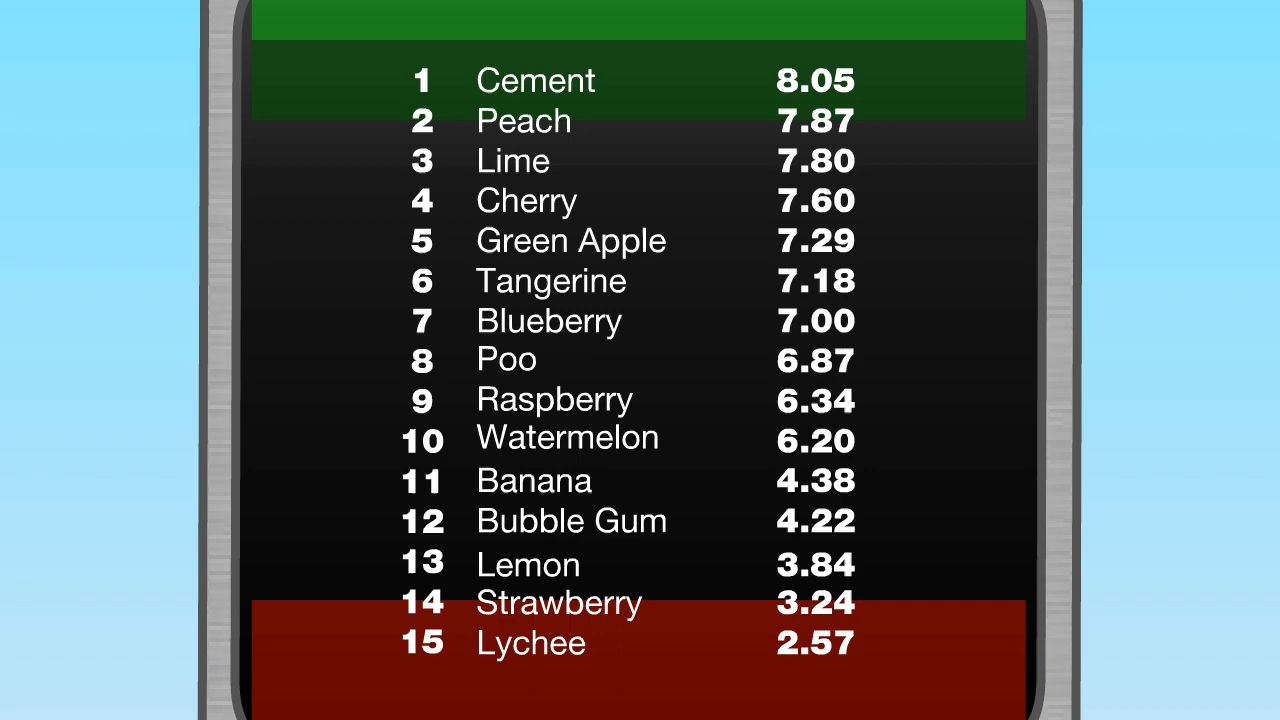 1 Cement 8.05
2 Peach 7.87
3 Lime 7.80
4 Cherry 7.60
5 Green Apple 7.29
6 Tangerine 7.18
7 Blueberry 7.00
8 Poo 6.87
9 Raspberry 6.34
10 Watermelon 6.20
11 Banana 4.38
12 Bubble Gum 4.22
13 Lemon 3.84
14 Strawberry 3.24
15 Lychee 2.57